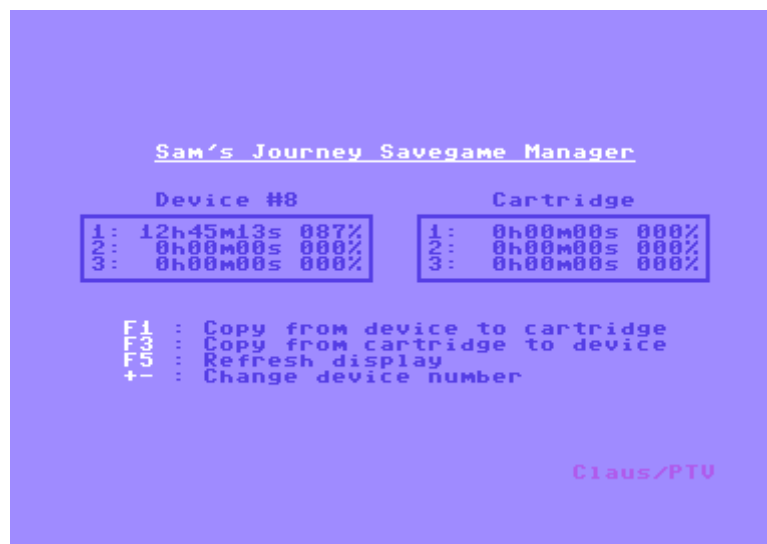 Sam's Journey Savegame Manager
Device #8 Cartridge
1: 12h45m13s 087% 1: 0h00m00s 000%
2: 0h00m00s 000% 2: 0h00m00s 000%
3: 0h00m00s 000% 3: 0h00m00s 000%
F1 : Copy from device to cartridge
F3 : Copy from cartridge to device
F5 : Refresh display
+- : Change device number
Claus/PTV